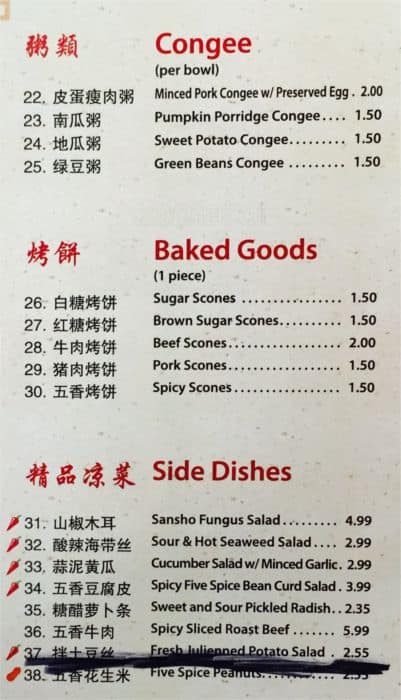 粥類 Congee
(per bowl)
22. 皮蛋瘦肉粥 Minced Pork Congee w/ Preserved Egg . 2.00
23. 南瓜粥 Pumpkin Porridge Congee.... 1.50
24. 地瓜粥 Sweet Potato Congee......... 1.50
25. 绿豆粥 Green Beans Congee ......... 1.50
烤餅 Baked Goods
(1 piece)
26. 白糖烤饼 Sugar Scones ............... 1.50
27. 红糖烤饼 Brown Sugar Scones.......... 1.50
28. 牛肉烤饼 Beef Scones................. 2.00
29. 猪肉烤饼 Pork Scones................. 1.50
30. 五香烤饼 Spicy Scones................ 1.50
精品凉菜 Side Dishes
31. 山椒木耳 Sansho Fungus Salad......... 4.99
32. 酸辣海带丝 Sour & Hot Seaweed Salad .... 2.99
33. 蒜泥黄瓜 Cucumber Salad w/ Minced Garlic. 2.99
34. 五香豆腐皮 Spicy Five Spice Bean Curd Salad . 3.99
35. 糖醋萝卜条 Sweet and Sour Pickled Radish.. 2.35
36. 五香牛肉 Spicy Sliced Roast Beef ....... 5.99
37. 拌土豆丝 Fresh Julienned Potato Salad . 2.55
38. 五香花生米 Five Spice Peanuts............ 2.55